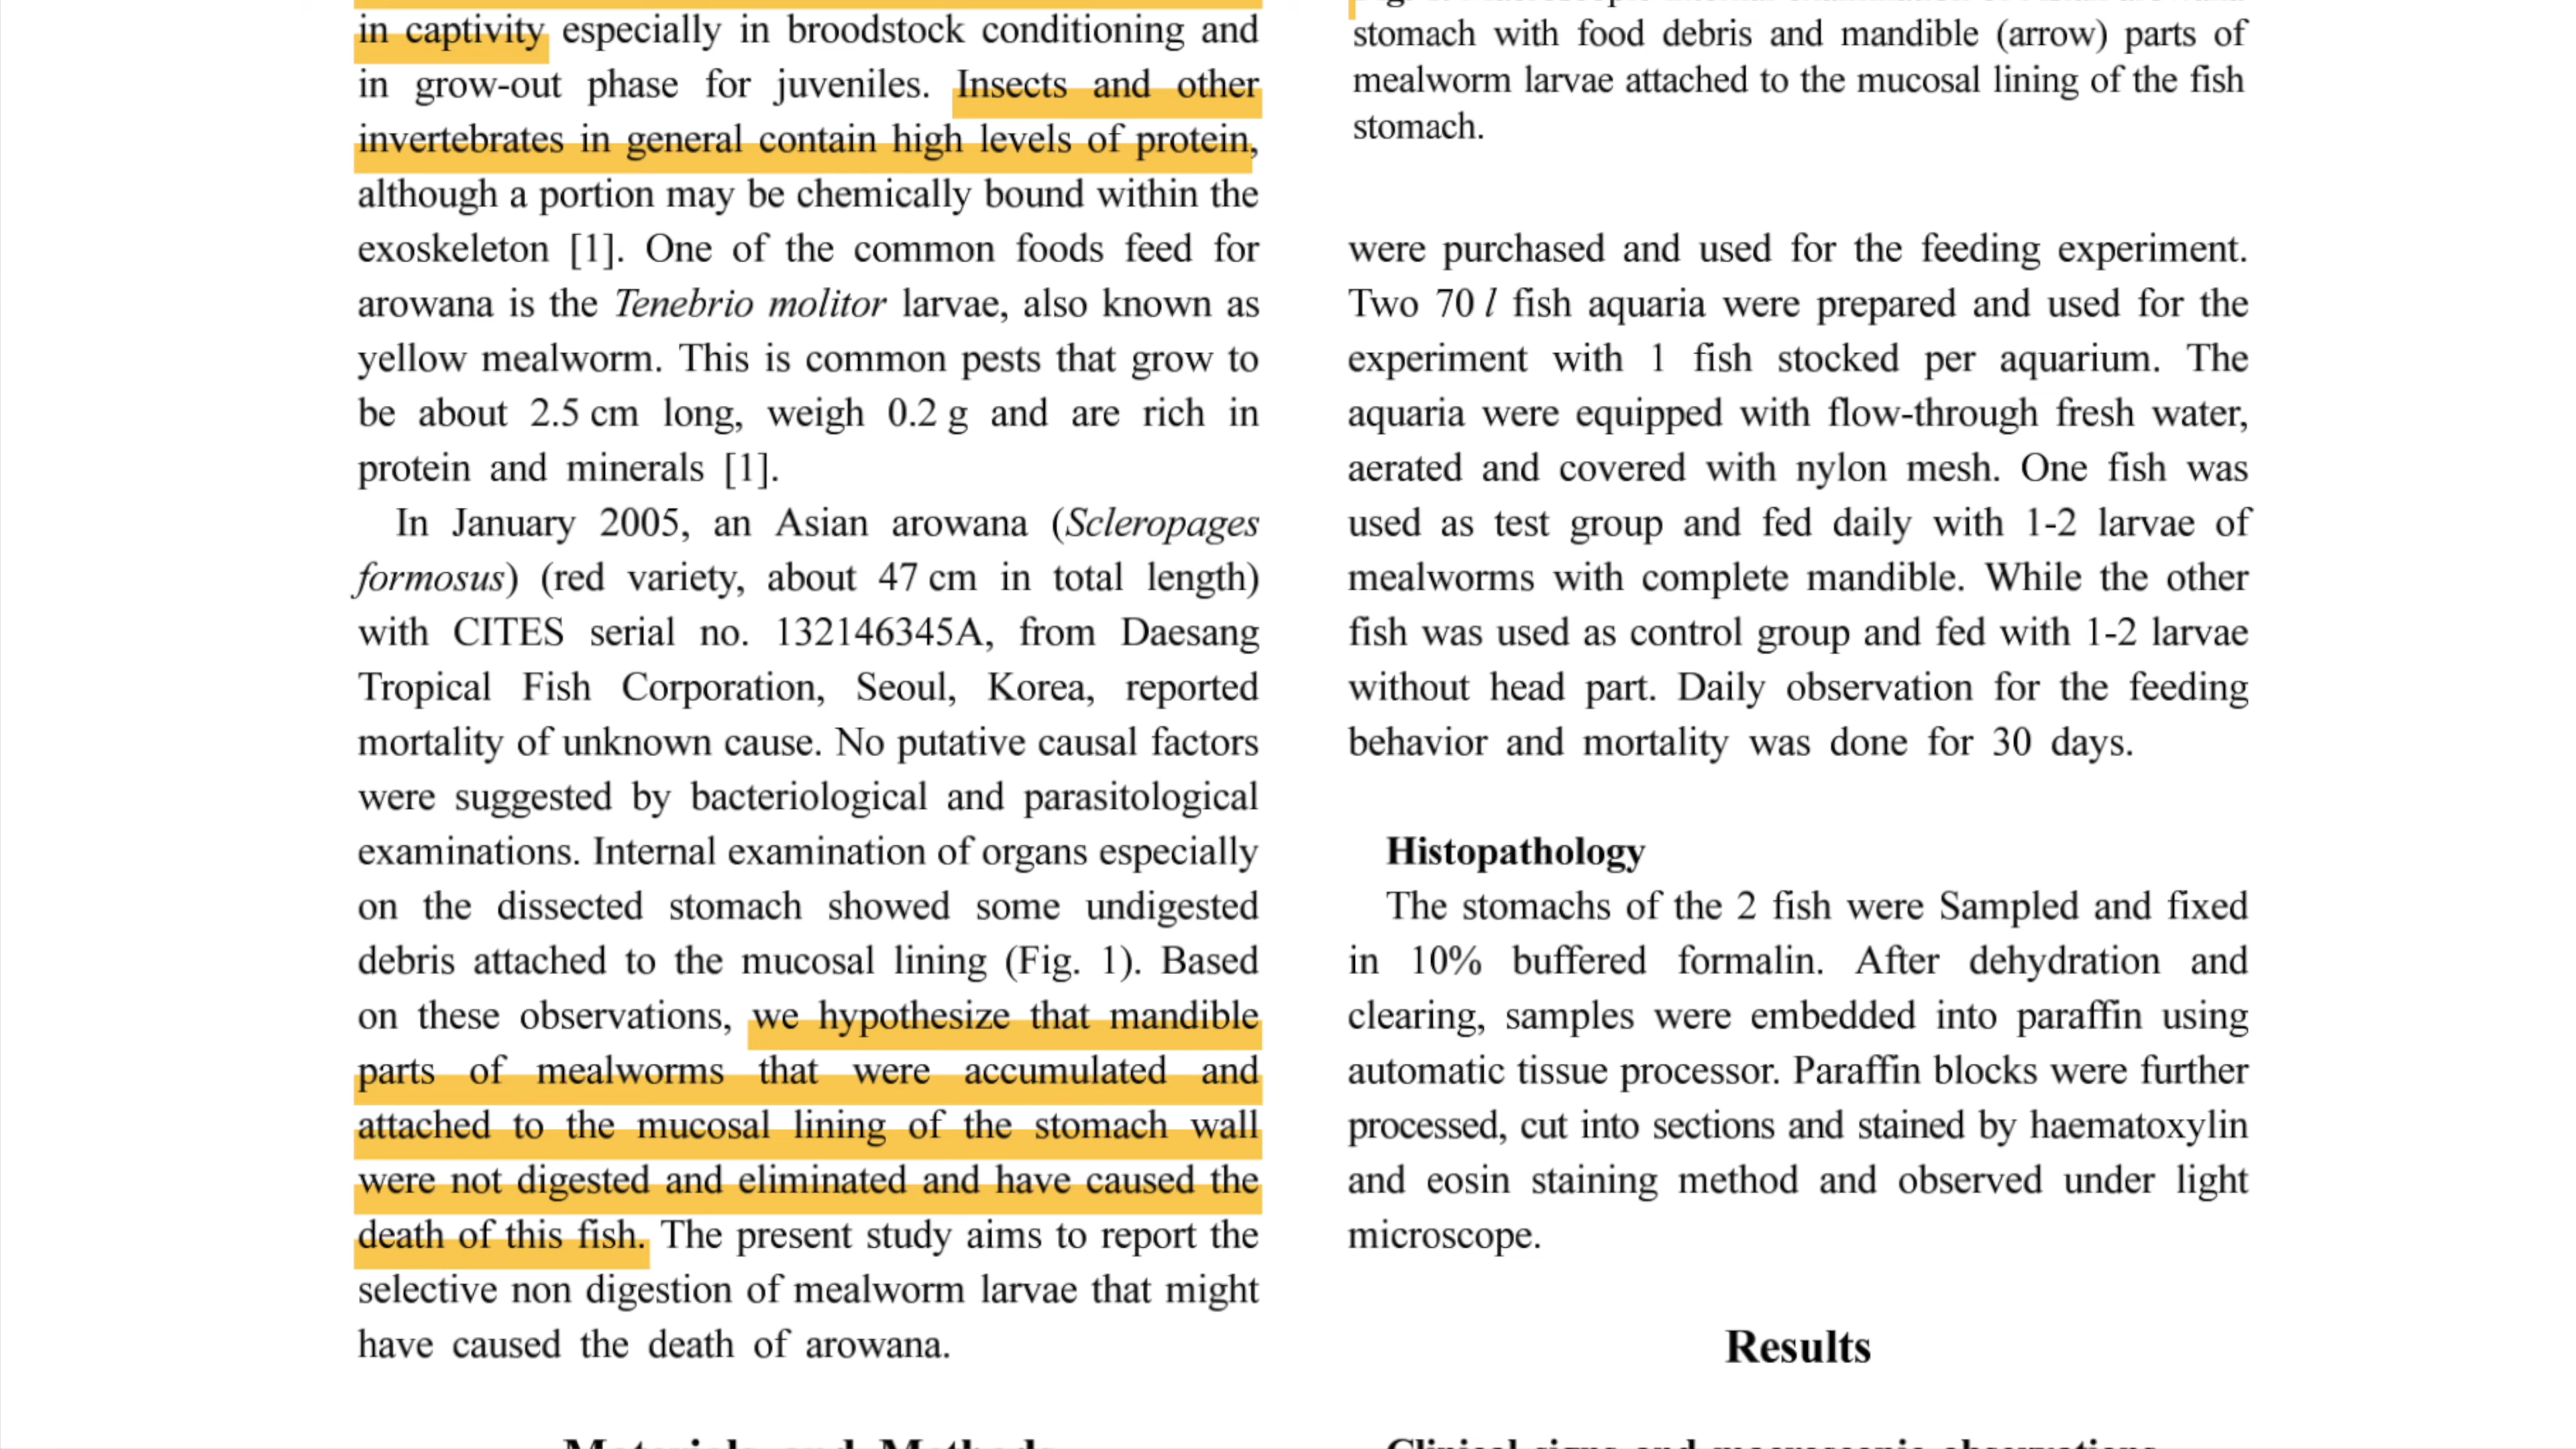 in captivity especially in broodstock conditioning and
in grow-out phase for juveniles. Insects and other
invertebrates in general contain high levels of protein,
although a portion may be chemically bound within the
exoskeleton [1]. One of the common foods feed for
arowana is the Tenebrio molitor larvae, also known as
yellow mealworm. This is common pests that grow to
be about 2.5 cm long, weigh 0.2 g and are rich in
protein and minerals [1].
In January 2005, an Asian arowana (Scleropages
formosus) (red variety, about 47 cm in total length)
with CITES serial no. 132146345A, from Daesang
Tropical Fish Corporation, Seoul, Korea, reported
mortality of unknown cause. No putative causal factors
were suggested by bacteriological and parasitological
examinations. Internal examination of organs especially
on the dissected stomach showed some undigested
debris attached to the mucosal lining (Fig. 1). Based
on these observations, we hypothesize that mandible
parts of mealworms that were accumulated and
attached to the mucosal lining of the stomach wall
were not digested and eliminated and have caused the
death of this fish. The present study aims to report the
selective non digestion of mealworm larvae that might
have caused the death of arowana.
Materials and Methods
stomach with food debris and mandible (arrow) parts of
mealworm larvae attached to the mucosal lining of the fish
stomach.
were purchased and used for the feeding experiment.
Two 70 l fish aquaria were prepared and used for the
experiment with 1 fish stocked per aquarium. The
aquaria were equipped with flow-through fresh water,
aerated and covered with nylon mesh. One fish was
used as test group and fed daily with 1-2 larvae of
mealworms with complete mandible. While the other
fish was used as control group and fed with 1-2 larvae
without head part. Daily observation for the feeding
behavior and mortality was done for 30 days.
Histopathology
The stomachs of the 2 fish were Sampled and fixed
in 10% buffered formalin. After dehydration and
clearing, samples were embedded into paraffin using
automatic tissue processor. Paraffin blocks were further
processed, cut into sections and stained by haematoxylin
and eosin staining method and observed under light
microscope.
Results
Clinical signs and macroscopic observations